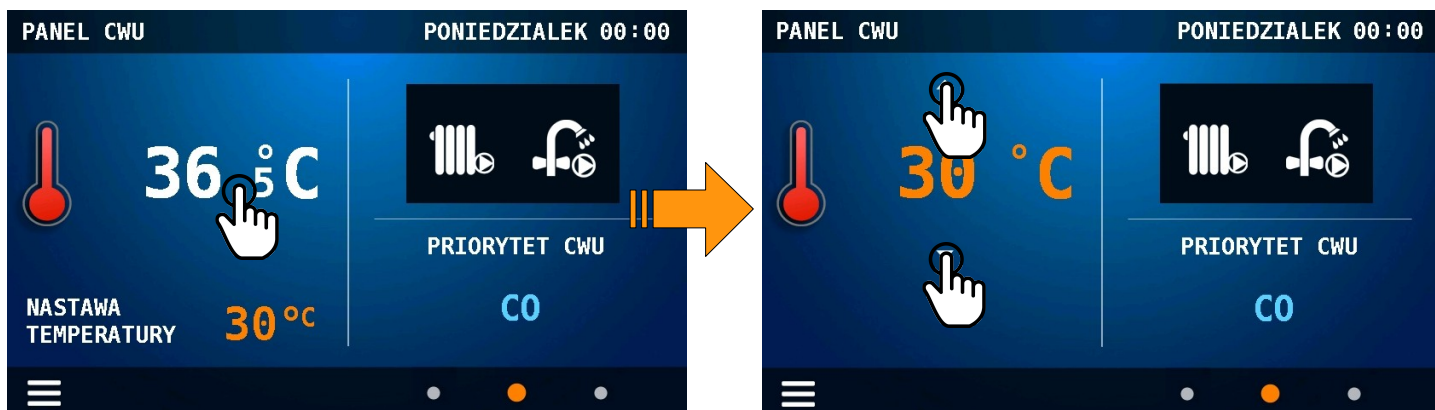 PANEL CWU PONIEDZIALEK 00:00
36.5°C
PRIORYTET CWU
NASTAWA
TEMPERATURY 30°C
CO
PANEL CWU PONIEDZIALEK 00:00
30 °C
PRIORYTET CWU
CO